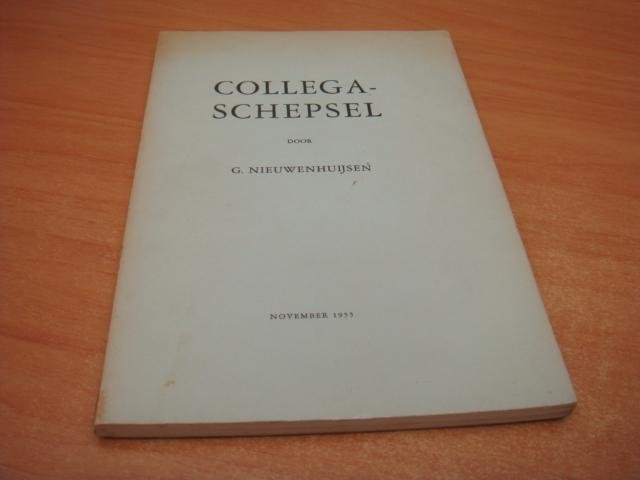 COLLEGA-
SCHEPSEL
DOOR
G. NIEUWENHUIJSEN
NOVEMBER 1955